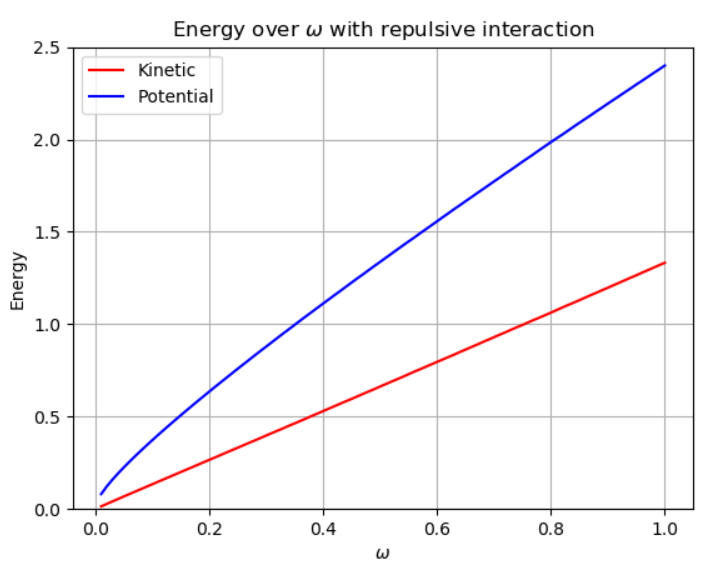 Energy over ω with repulsive interaction
Kinetic
Potential
2.5
2.0
1.5
1.0
0.5
0.0
Energy
0.0 0.2 0.4 0.6 0.8 1.0
ω